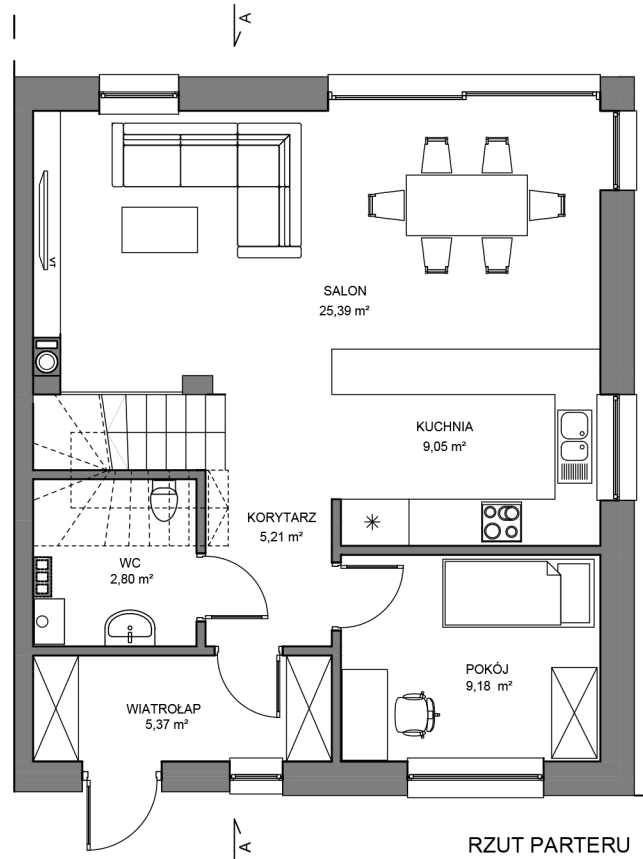 A
TV
SALON
25,39 m²
KUCHNIA
9,05 m²
KORYTARZ
5,21 m²
WC
2,80 m²
POKÓJ
9,18 m²
WIATROŁAP
5,37 m²
A
RZUT PARTERU